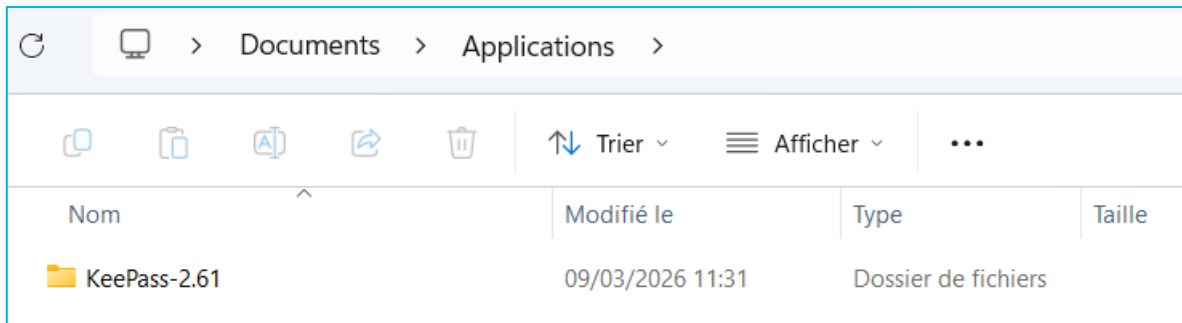 > Documents > Applications >
Trier Afficher ...
Nom Modifié le Type Taille
KeePass-2.61 09/03/2026 11:31 Dossier de fichiers